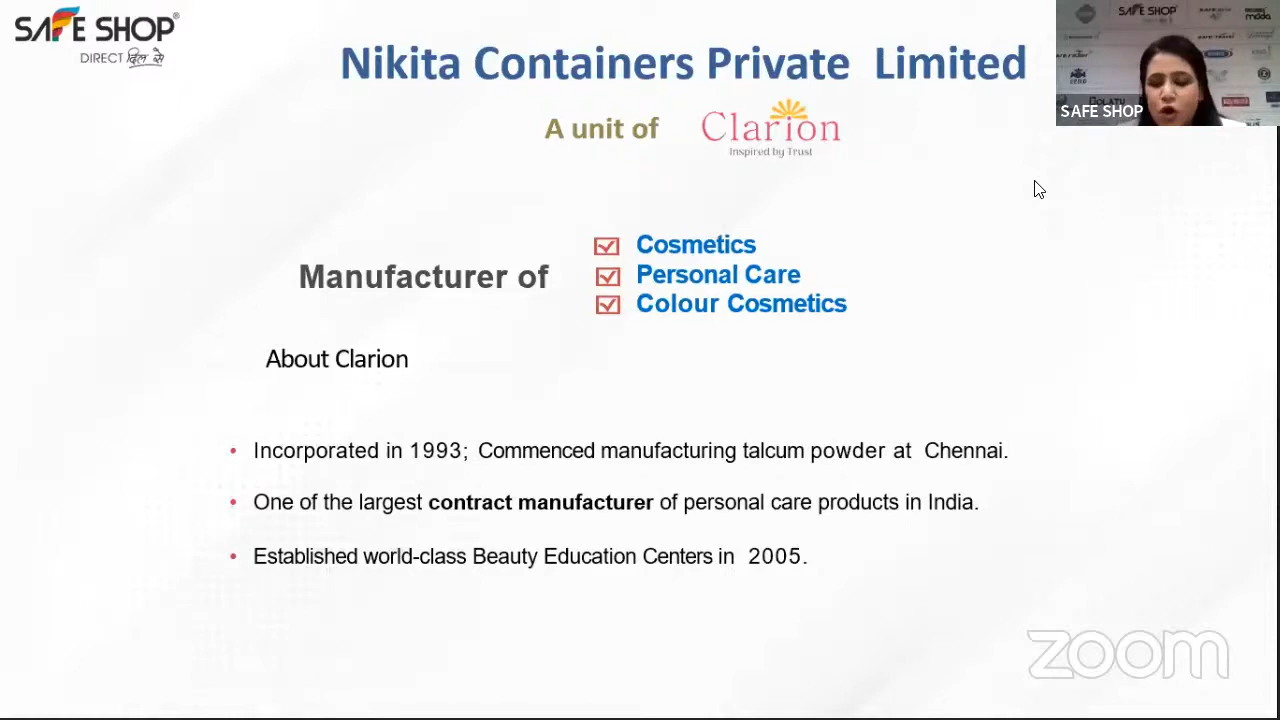 SAFE SHOP®
DIRECT दिल से
Nikita Containers Private Limited
A unit of Clarion
Inspired by Trust
SAFE SHOP
SAFE SHOP
Manufacturer of
Cosmetics
Personal Care
Colour Cosmetics
About Clarion
• Incorporated in 1993; Commenced manufacturing talcum powder at Chennai.
• One of the largest contract manufacturer of personal care products in India.
• Established world-class Beauty Education Centers in 2005.
zoom